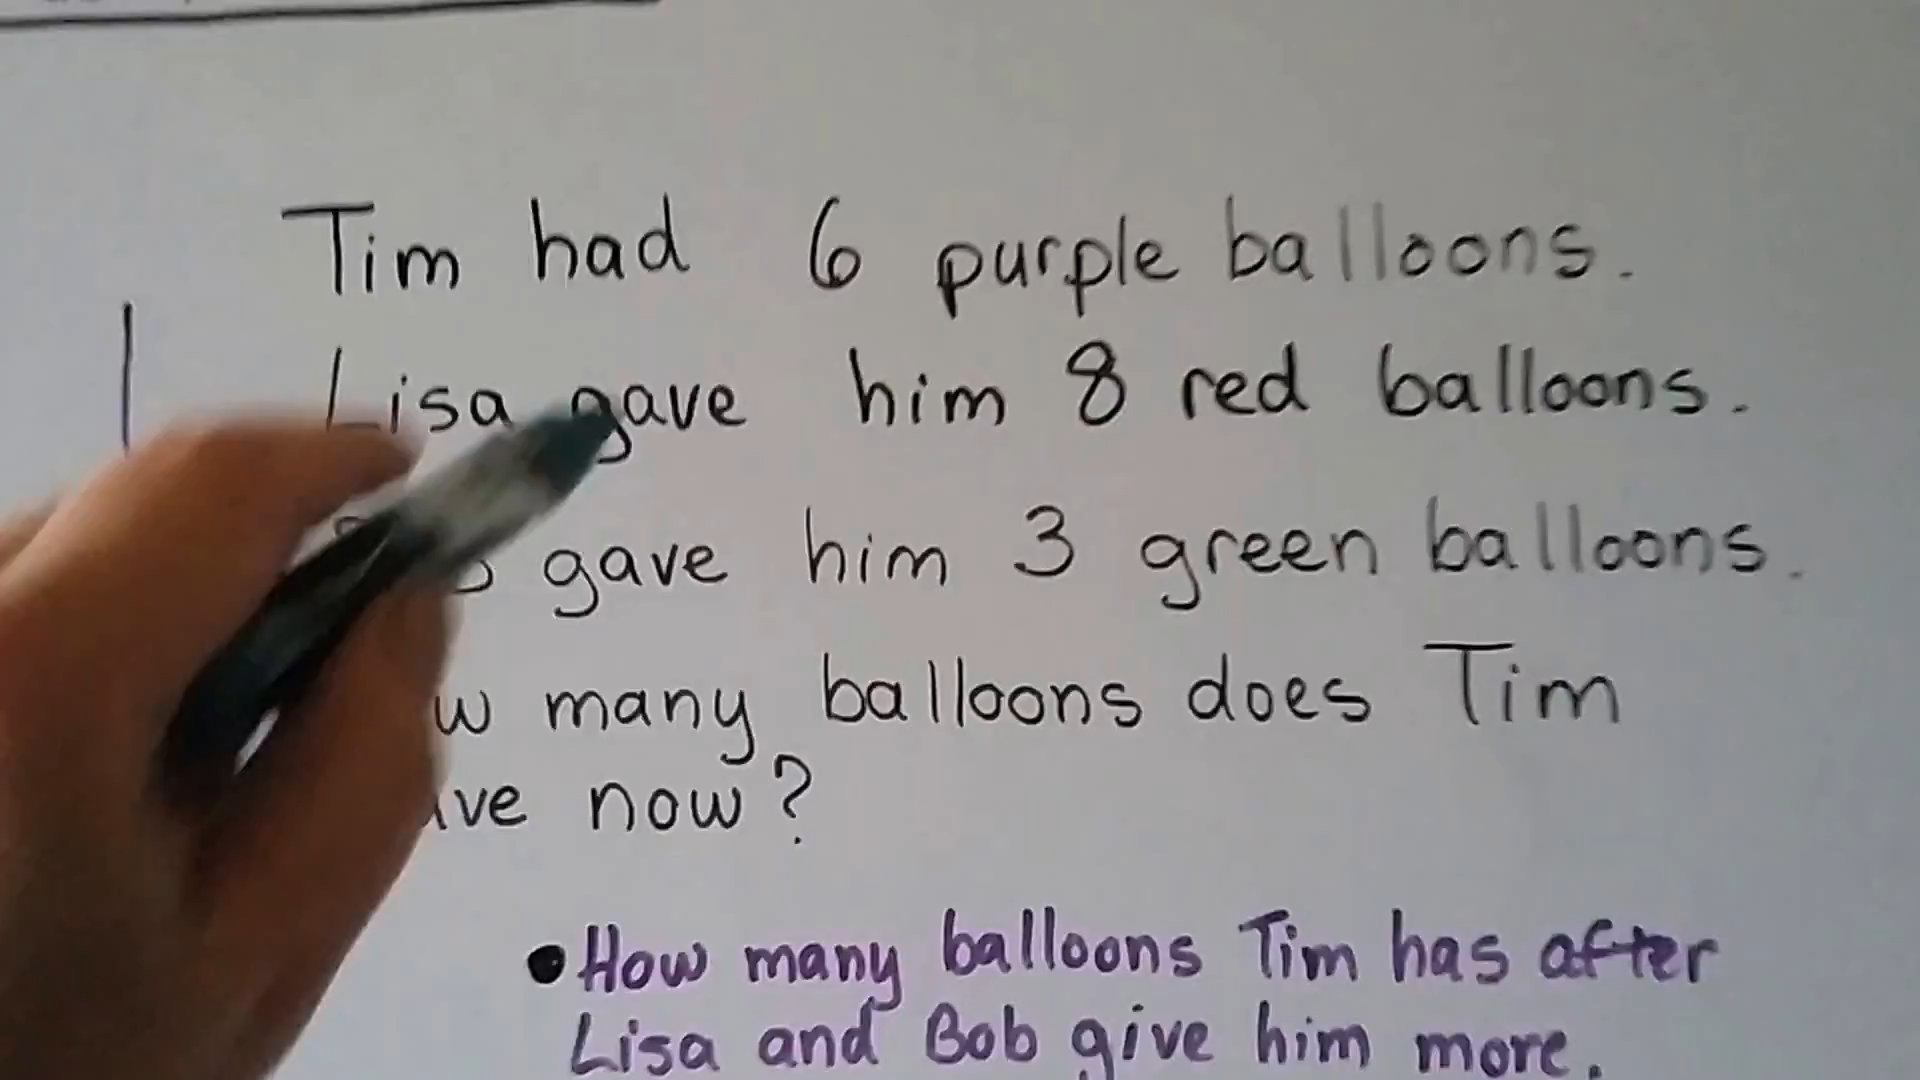 Tim had 6 purple balloons.
Lisa gave him 8 red balloons.
gave him 3 green balloons.
many balloons does Tim
now?
• How many balloons Tim has after
Lisa and Bob give him more.